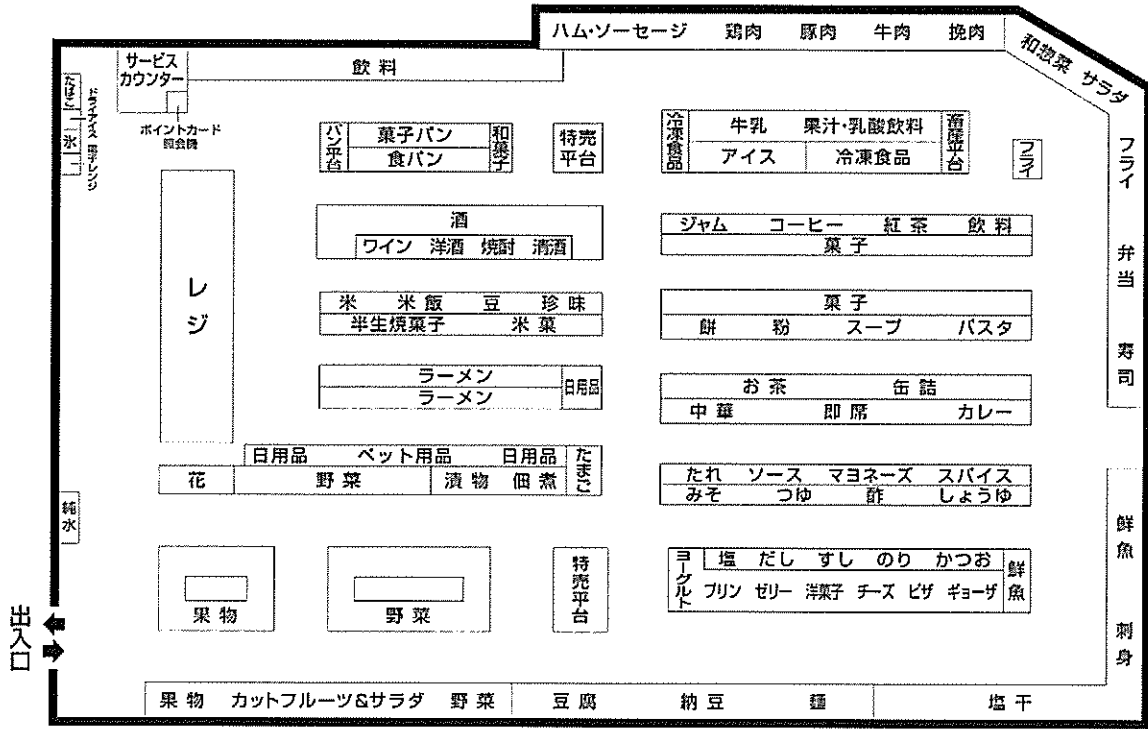 ハム・ソーセージ 鶏肉 豚肉 牛肉 挽肉
和惣菜 サラダ
サービス
カウンター
飲料
たばこ
氷
ドライアイス 電子レンジ
ポイントカード
照会機
パン平台
菓子パン
食パン
和菓子
特売
平台
冷凍食品
牛乳 果汁・乳酸飲料
アイス 冷凍食品
畜産平台
フライ
フライ 弁当 寿司
レジ
酒
ワイン 洋酒 焼酎 清酒
ジャム コーヒー 紅茶 飲料
菓子
米 米飯 豆 珍味
半生焼菓子 米菓
菓子
餅 粉 スープ パスタ
ラーメン
ラーメン
日用品
お茶 缶詰
中華 即席 カレー
日用品 ペット用品 日用品
花 野菜 漬物 佃煮
たまご
たれ ソース マヨネーズ スパイス
みそ つゆ 酢 しょうゆ
純水
鮮魚 刺身
果物
野菜
特売平台
ヨーグルト
塩 だし すし のり かつお
プリン ゼリー 洋菓子 チーズ ピザ ギョーザ
鮮魚
出入口
果物 カットフルーツ&サラダ 野菜 豆腐 納豆 麺 塩干